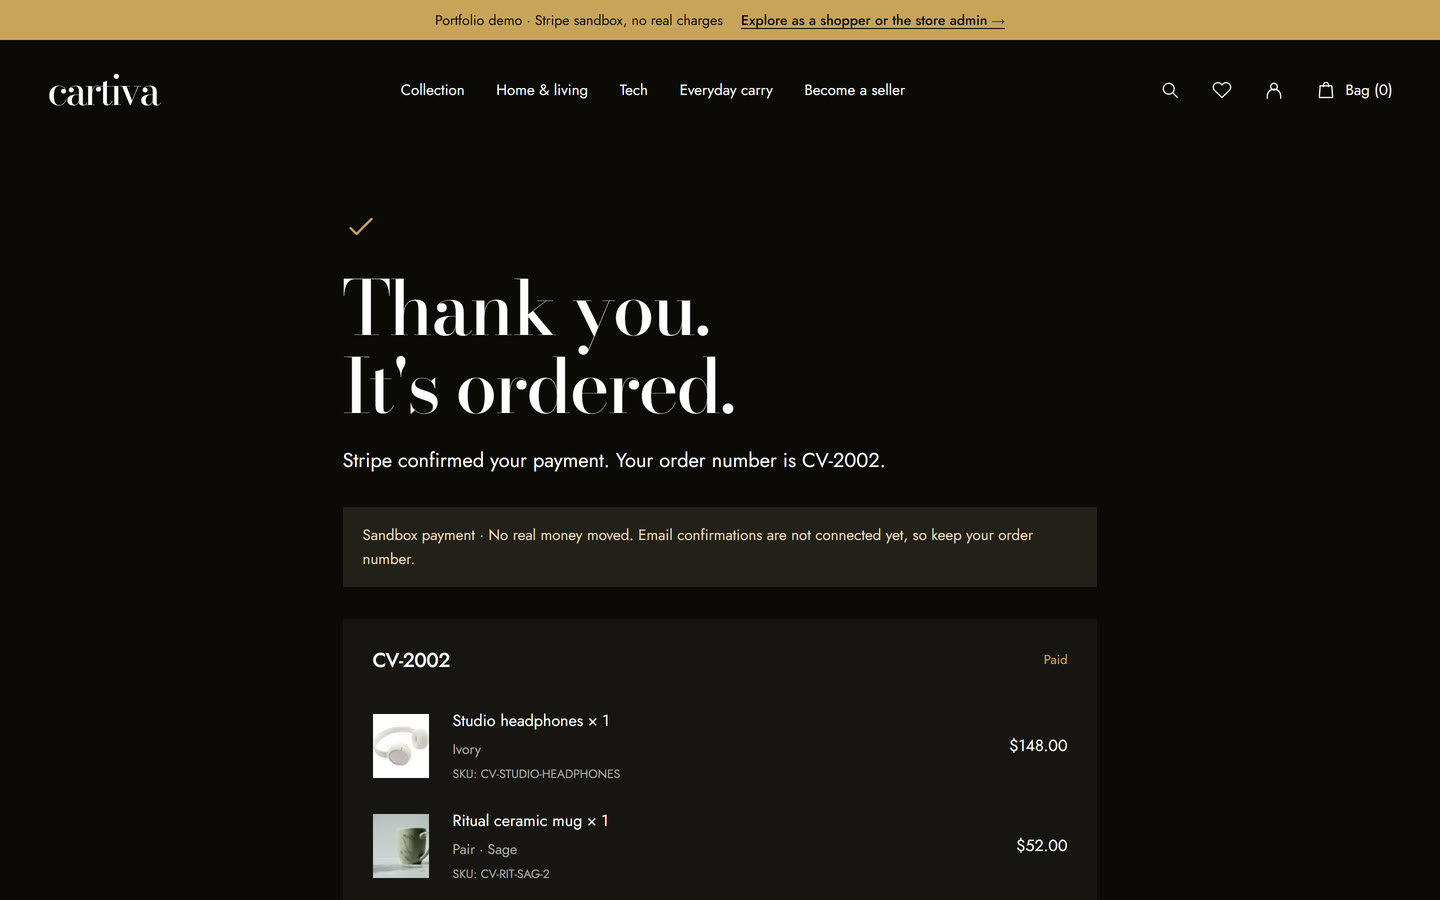 Portfolio demo · Stripe sandbox, no real charges Explore as a shopper or the store admin →
cartiva
Collection
Home & living
Tech
Everyday carry
Become a seller
Bag (0)
Thank you.
It's ordered.
Stripe confirmed your payment. Your order number is CV-2002.
Sandbox payment · No real money moved. Email confirmations are not connected yet, so keep your order
number.
CV-2002
Paid
Studio headphones × 1
Ivory
SKU: CV-STUDIO-HEADPHONES
$148.00
Ritual ceramic mug × 1
Pair · Sage
SKU: CV-RIT-SAG-2
$52.00